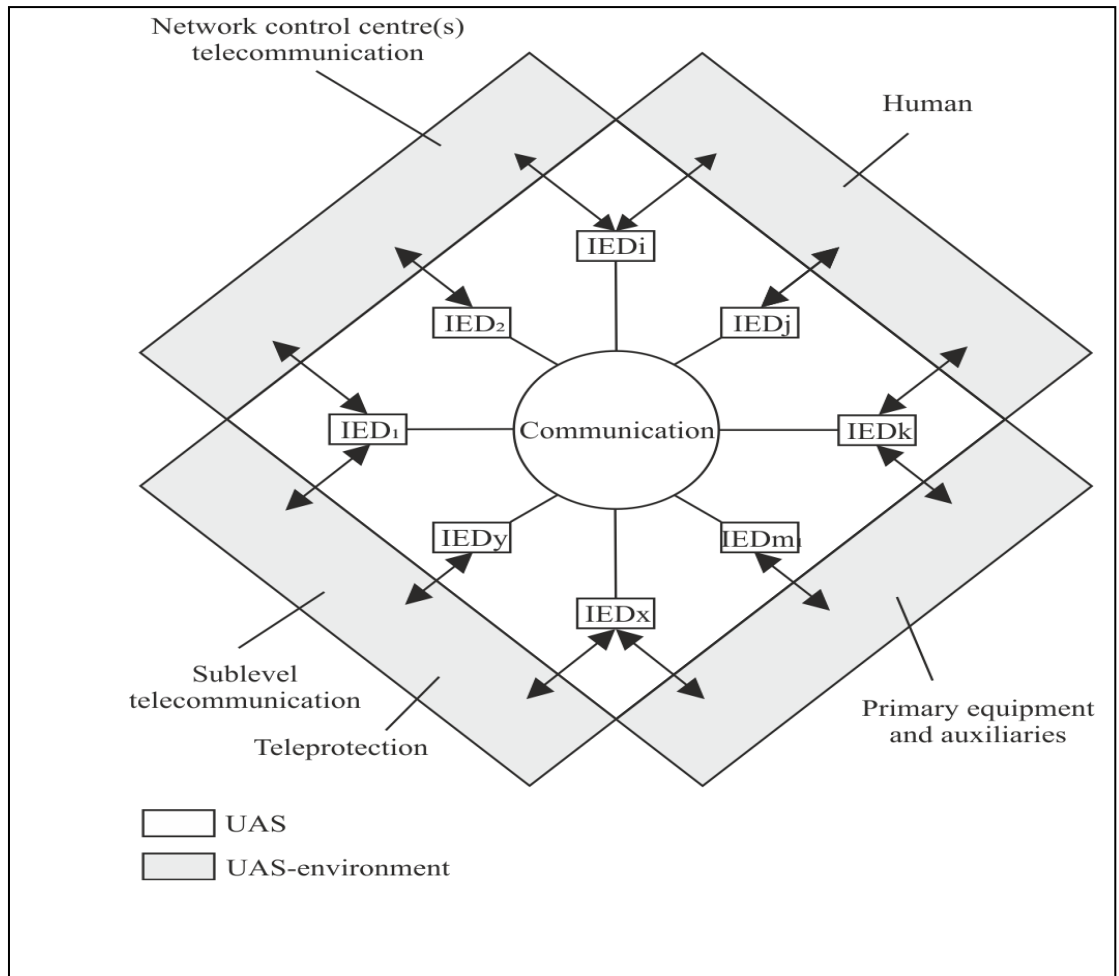 Network control centre(s)
telecommunication
Human
IEDi
IED₂
IEDj
IED₁
Communication
IEDk
IEDy
IEDm₁
IEDx
Sublevel
telecommunication
Teleprotection
Primary equipment
and auxiliaries
UAS
UAS-environment